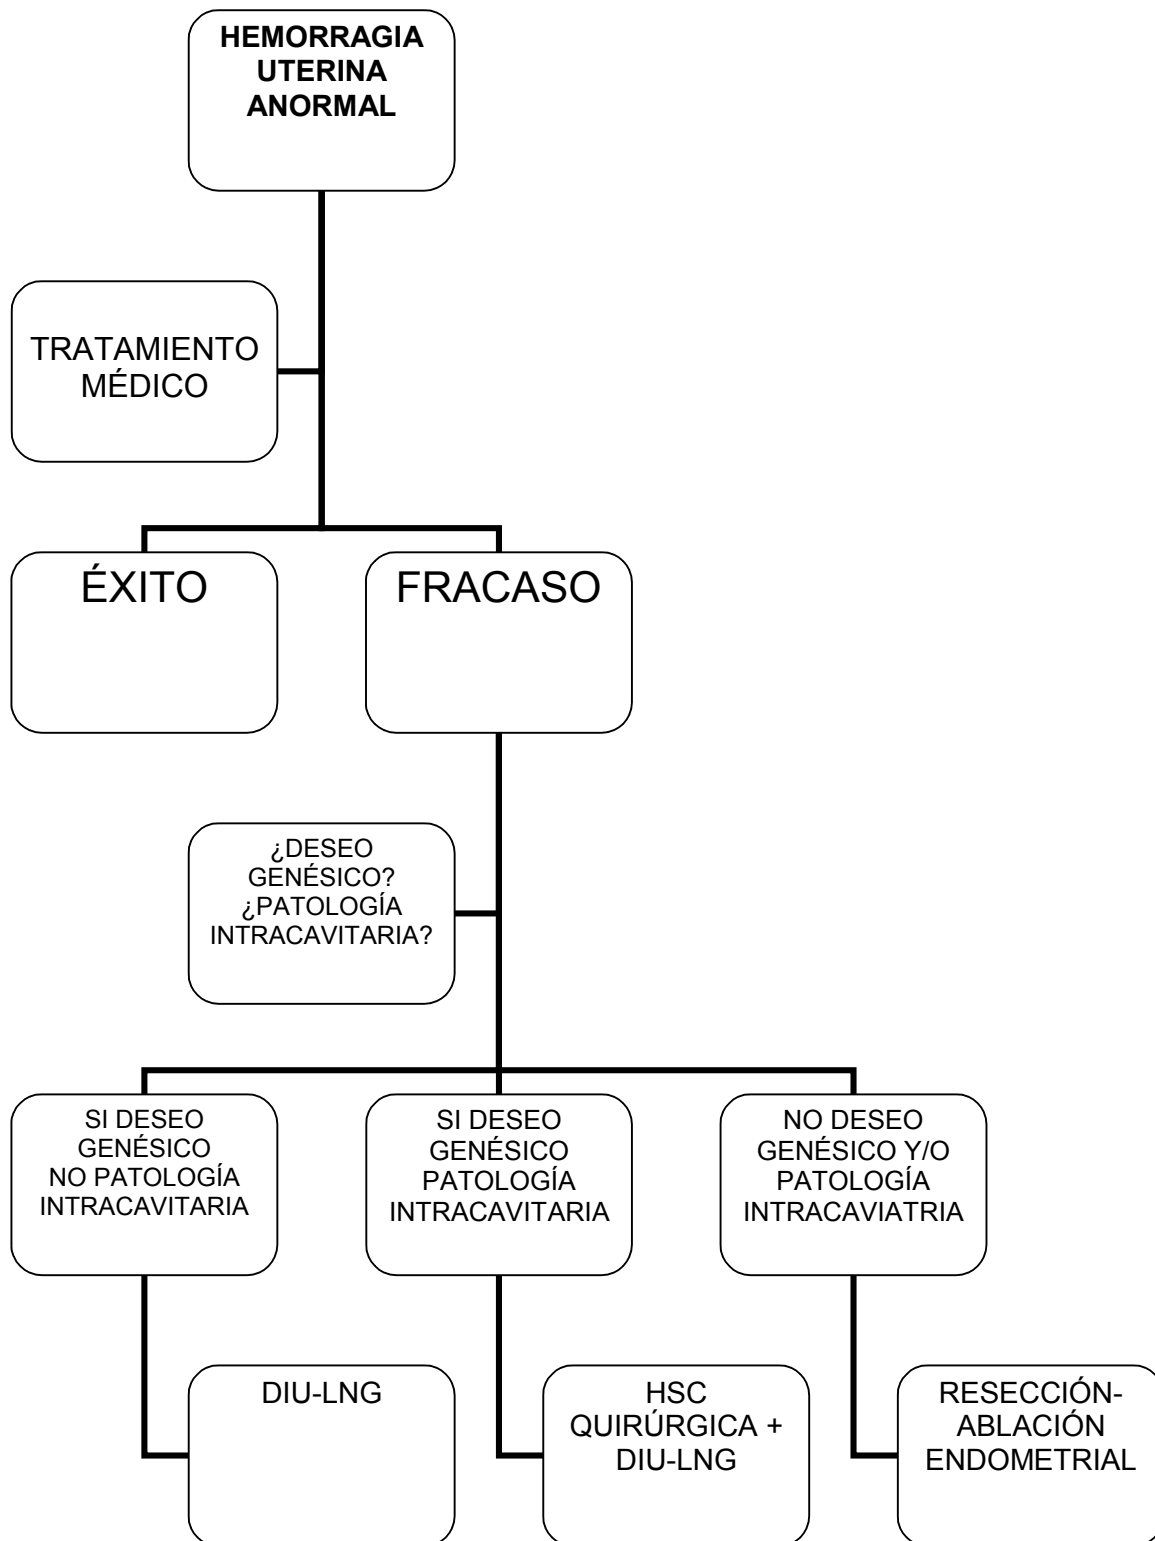 HEMORRAGIA
UTERINA
ANORMAL
TRATAMIENTO
MÉDICO
ÉXITO
FRACASO
¿DESEO
GENÉSICO?
¿PATOLOGÍA
INTRACAVITARIA?
SI DESEO
GENÉSICO
NO PATOLOGÍA
INTRACAVITARIA
SI DESEO
GENÉSICO
PATOLOGÍA
INTRACAVITARIA
NO DESEO
GENÉSICO Y/O
PATOLOGÍA
INTRACAVIATRIA
DIU-LNG
HSC
QUIRÚRGICA +
DIU-LNG
RESECCIÓN-
ABLACIÓN
ENDOMETRIAL